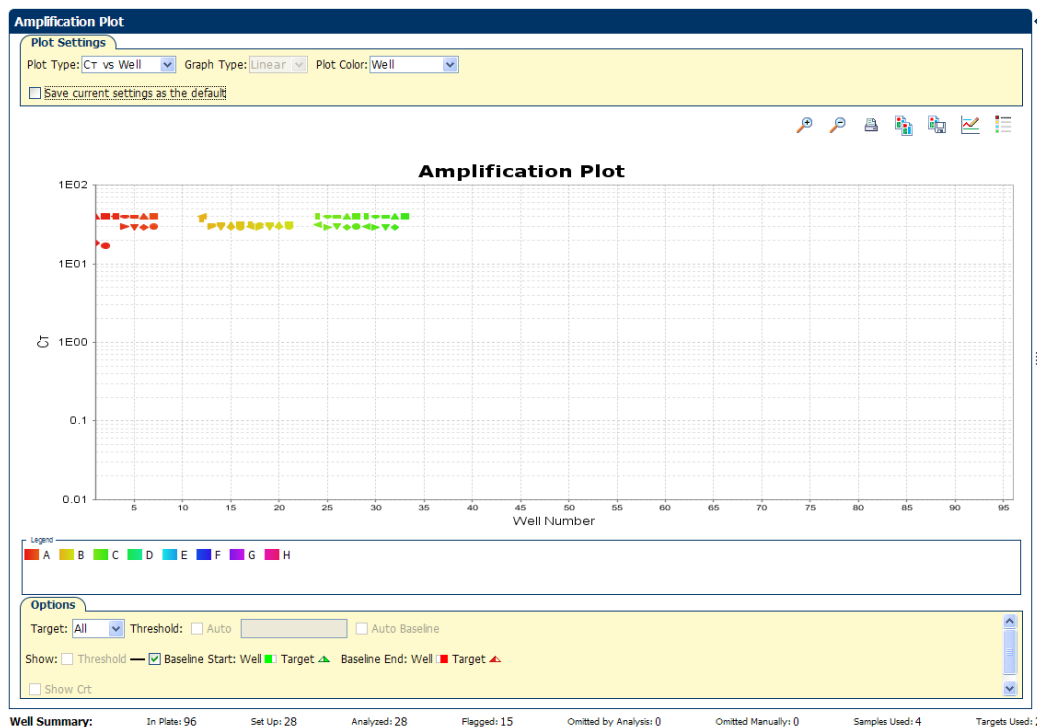 Amplification Plot
Plot Settings
Plot Type: CT vs Well Graph Type: Linear Plot Color: Well
Save current settings as the default
Amplification Plot
1E02
1E01
1E00
0.1
0.01
CT
5 10 15 20 25 30 35 40 45 50 55 60 65 70 75 80 85 90 95
Well Number
Legend
A B C D E F G H
Options
Target: All Threshold: Auto Auto Baseline
Show: Threshold Baseline Start: Well Target Baseline End: Well Target
Show Crt
Well Summary: In Plate: 96 Set Up: 28 Analyzed: 28 Flagged: 15 Omitted by Analysis: 0 Omitted Manually: 0 Samples Used: 4 Targets Used: